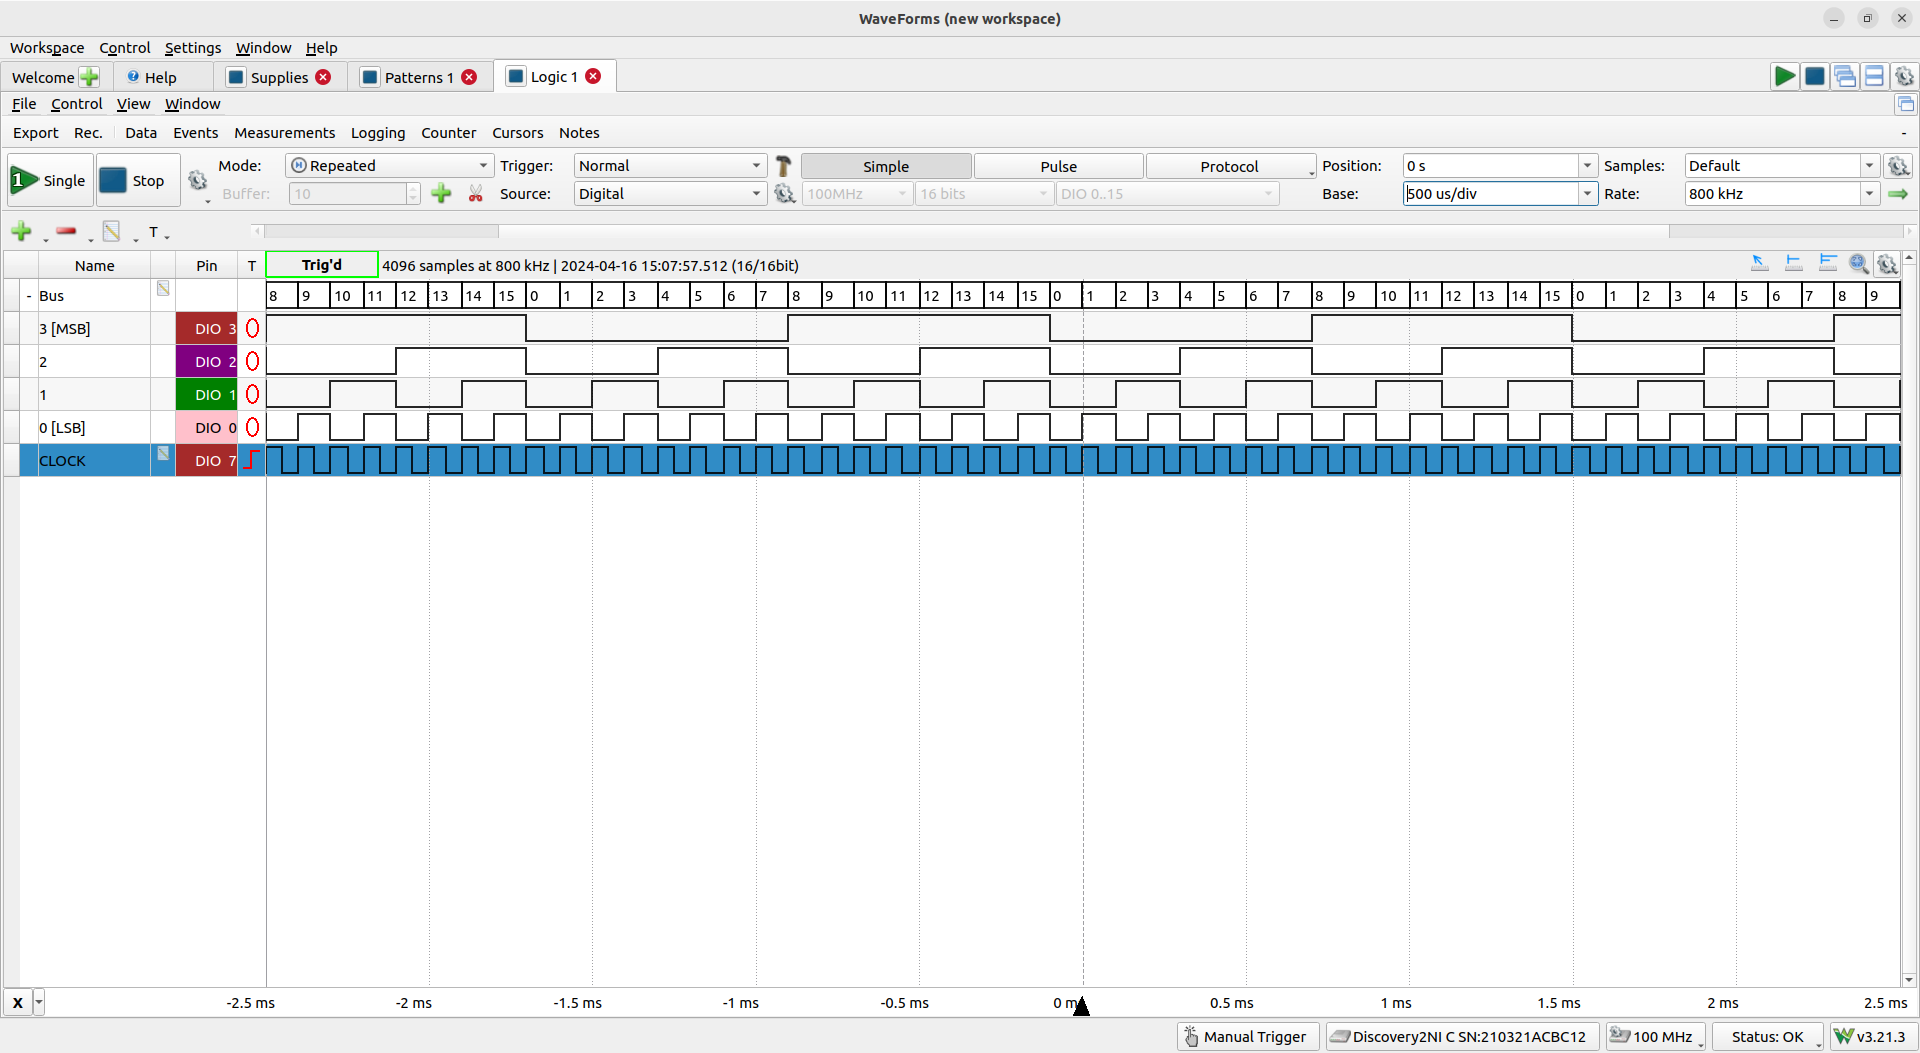 WaveForms (new workspace)
Workspace Control Settings Window Help
Welcome Help Supplies Patterns 1 Logic 1
File Control View Window
Export Rec. Data Events Measurements Logging Counter Cursors Notes -
1 Single Stop Mode: Repeated Trigger: Normal Simple Pulse Protocol Position: 0 s Samples: Default
Buffer: 10 Source: Digital 100MHz 16 bits DIO 0..15 Base: 500 us/div Rate: 800 kHz
T
Name Pin T Trig'd 4096 samples at 800 kHz | 2024-04-16 15:07:57.512 (16/16bit)
- Bus 8 9 10 11 12 13 14 15 0 1 2 3 4 5 6 7 8 9 10 11 12 13 14 15 0 1 2 3 4 5 6 7 8 9 10 11 12 13 14 15 0 1 2 3 4 5 6 7 8 9
3 [MSB] DIO 3
2 DIO 2
1 DIO 1
0 [LSB] DIO 0
CLOCK DIO 7
X -2.5 ms -2 ms -1.5 ms -1 ms -0.5 ms 0 m 0.5 ms 1 ms 1.5 ms 2 ms 2.5 ms
Manual Trigger Discovery2NI C SN:210321ACBC12 100 MHz Status: OK v3.21.3